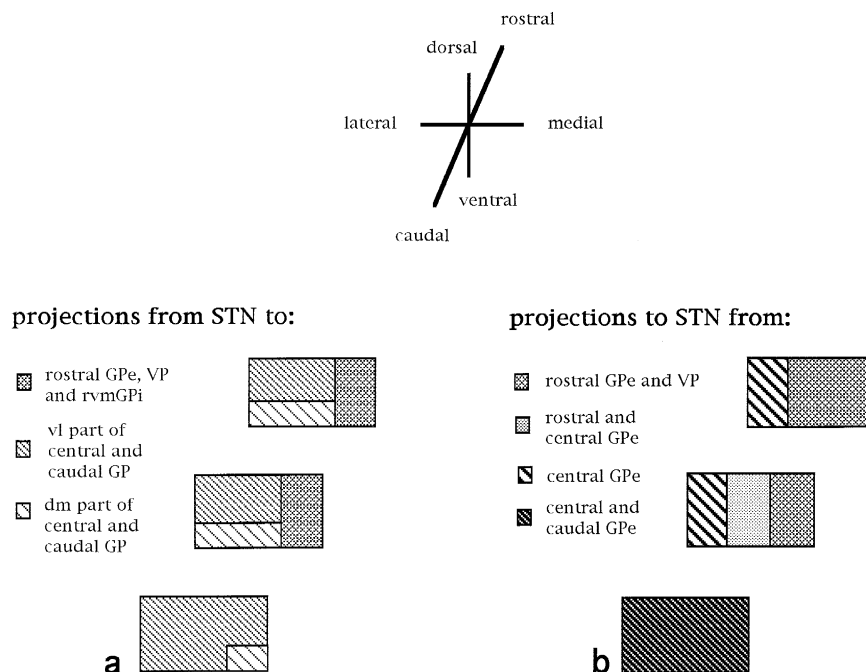 rostral
dorsal
lateral
medial
ventral
caudal
projections from STN to:
rostral GPe, VP
and rvmGPi
vl part of
central and
caudal GP
dm part of
central and
caudal GP
a
projections to STN from:
rostral GPe and VP
rostral and
central GPe
central GPe
central and
caudal GPe
b